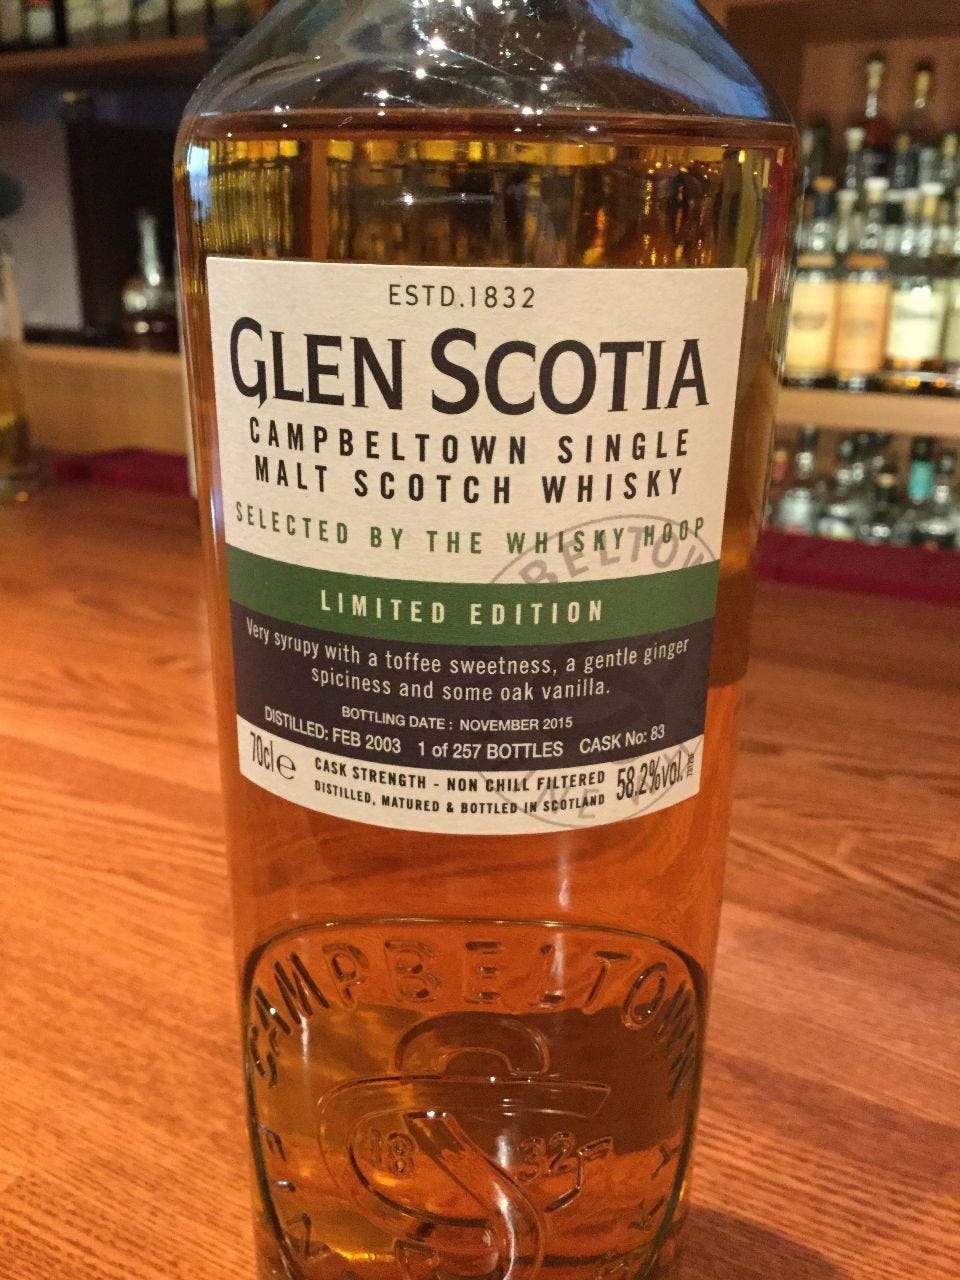 ESTD.1832
GLEN SCOTIA
CAMPBELTOWN SINGLE
MALT SCOTCH WHISKY
SELECTED BY THE WHISKY HOOP
LIMITED EDITION
Very syrupy with a toffee sweetness, a gentle ginger
spiciness and some oak vanilla.
BOTTLING DATE : NOVEMBER 2015
DISTILLED: FEB 2003 1 of 257 BOTTLES CASK No: 83
70cl e CASK STRENGTH - NON CHILL FILTERED 58.2%vol.
DISTILLED, MATURED & BOTTLED IN SCOTLAND
CAMPBELTOWN
1832